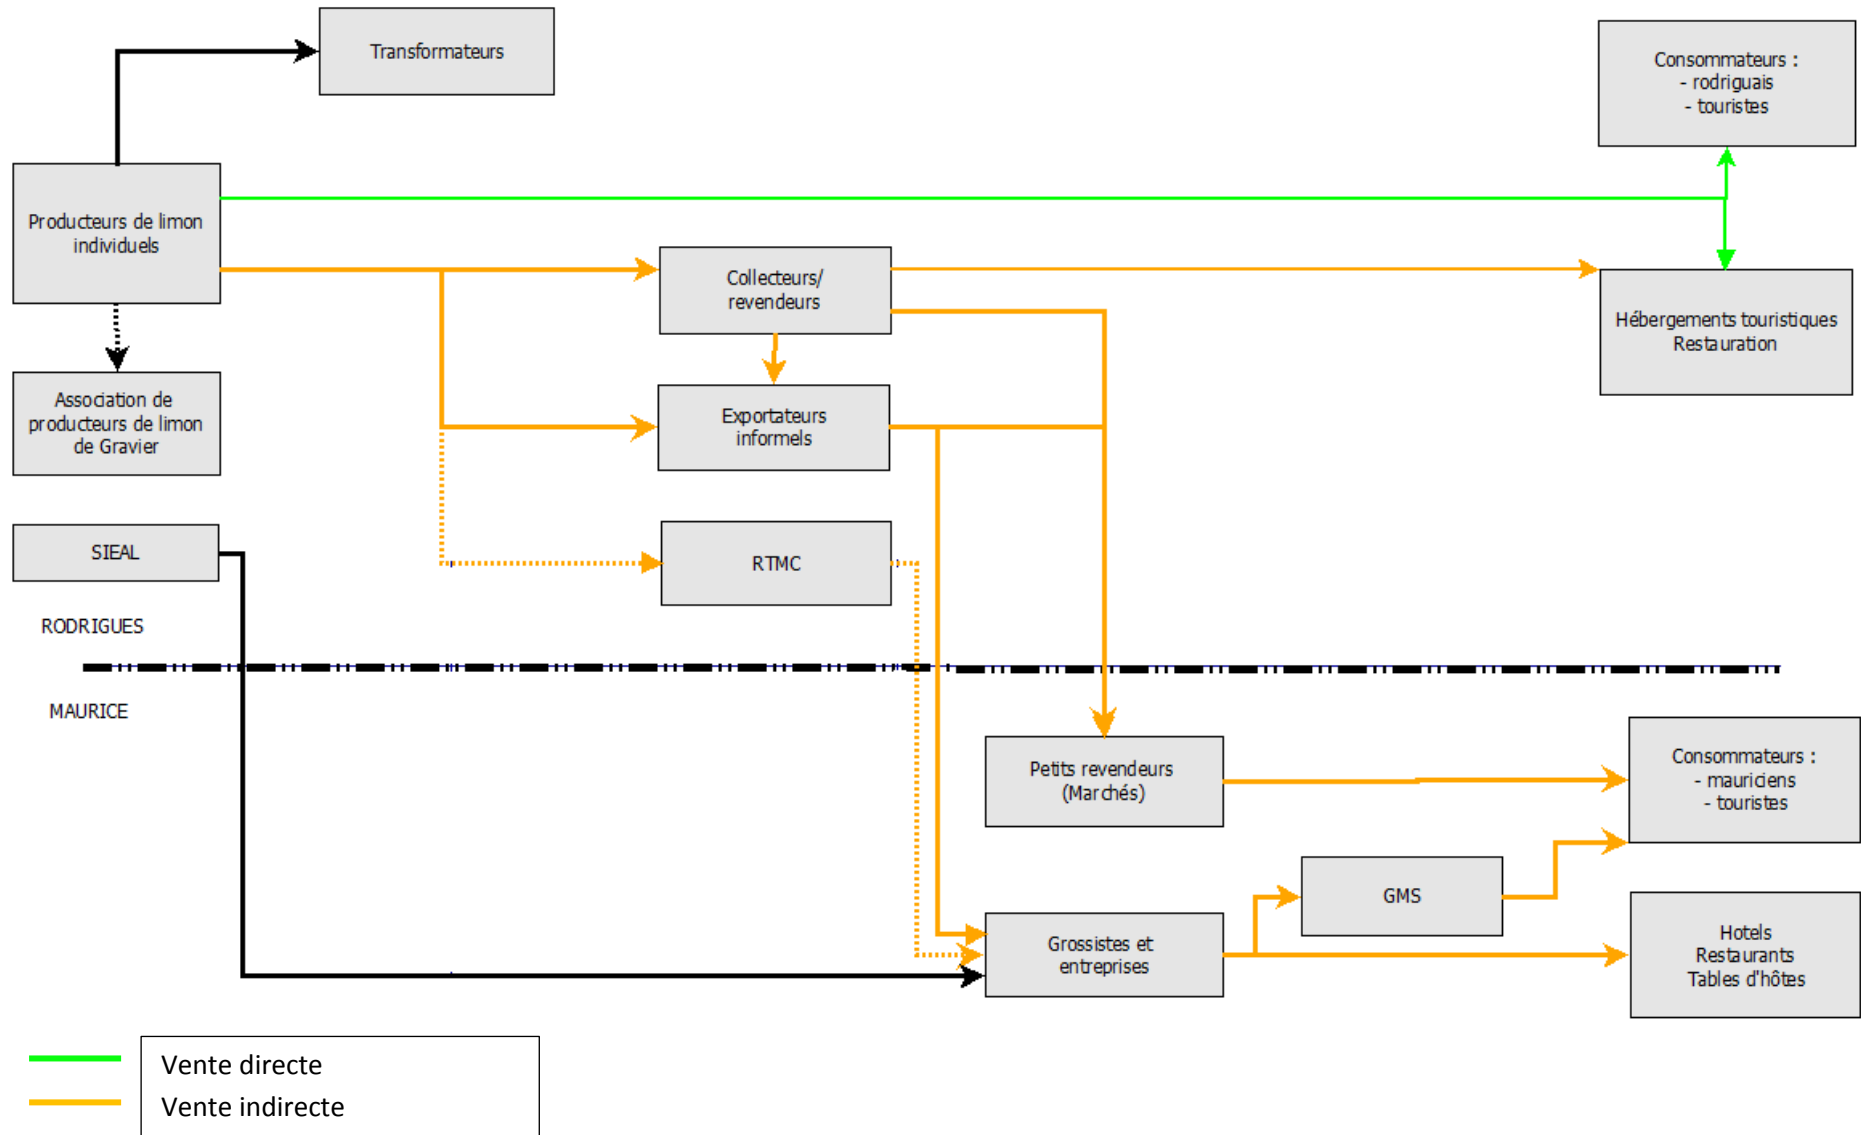 Transformateurs
Consommateurs :
- rodriguais
- touristes
Producteurs de limon
individuels
Collecteurs/
revendeurs
Hébergements touristiques
Restauration
Association de
producteurs de limon
de Gravier
Exportateurs
informels
SIEAL
RTMC
RODRIGUES
MAURICE
Petits revendeurs
(Marchés)
Consommateurs :
- mauriciens
- touristes
GMS
Grossistes et
entreprises
Hotels
Restaurants
Tables d'hôtes
Vente directe
Vente indirecte